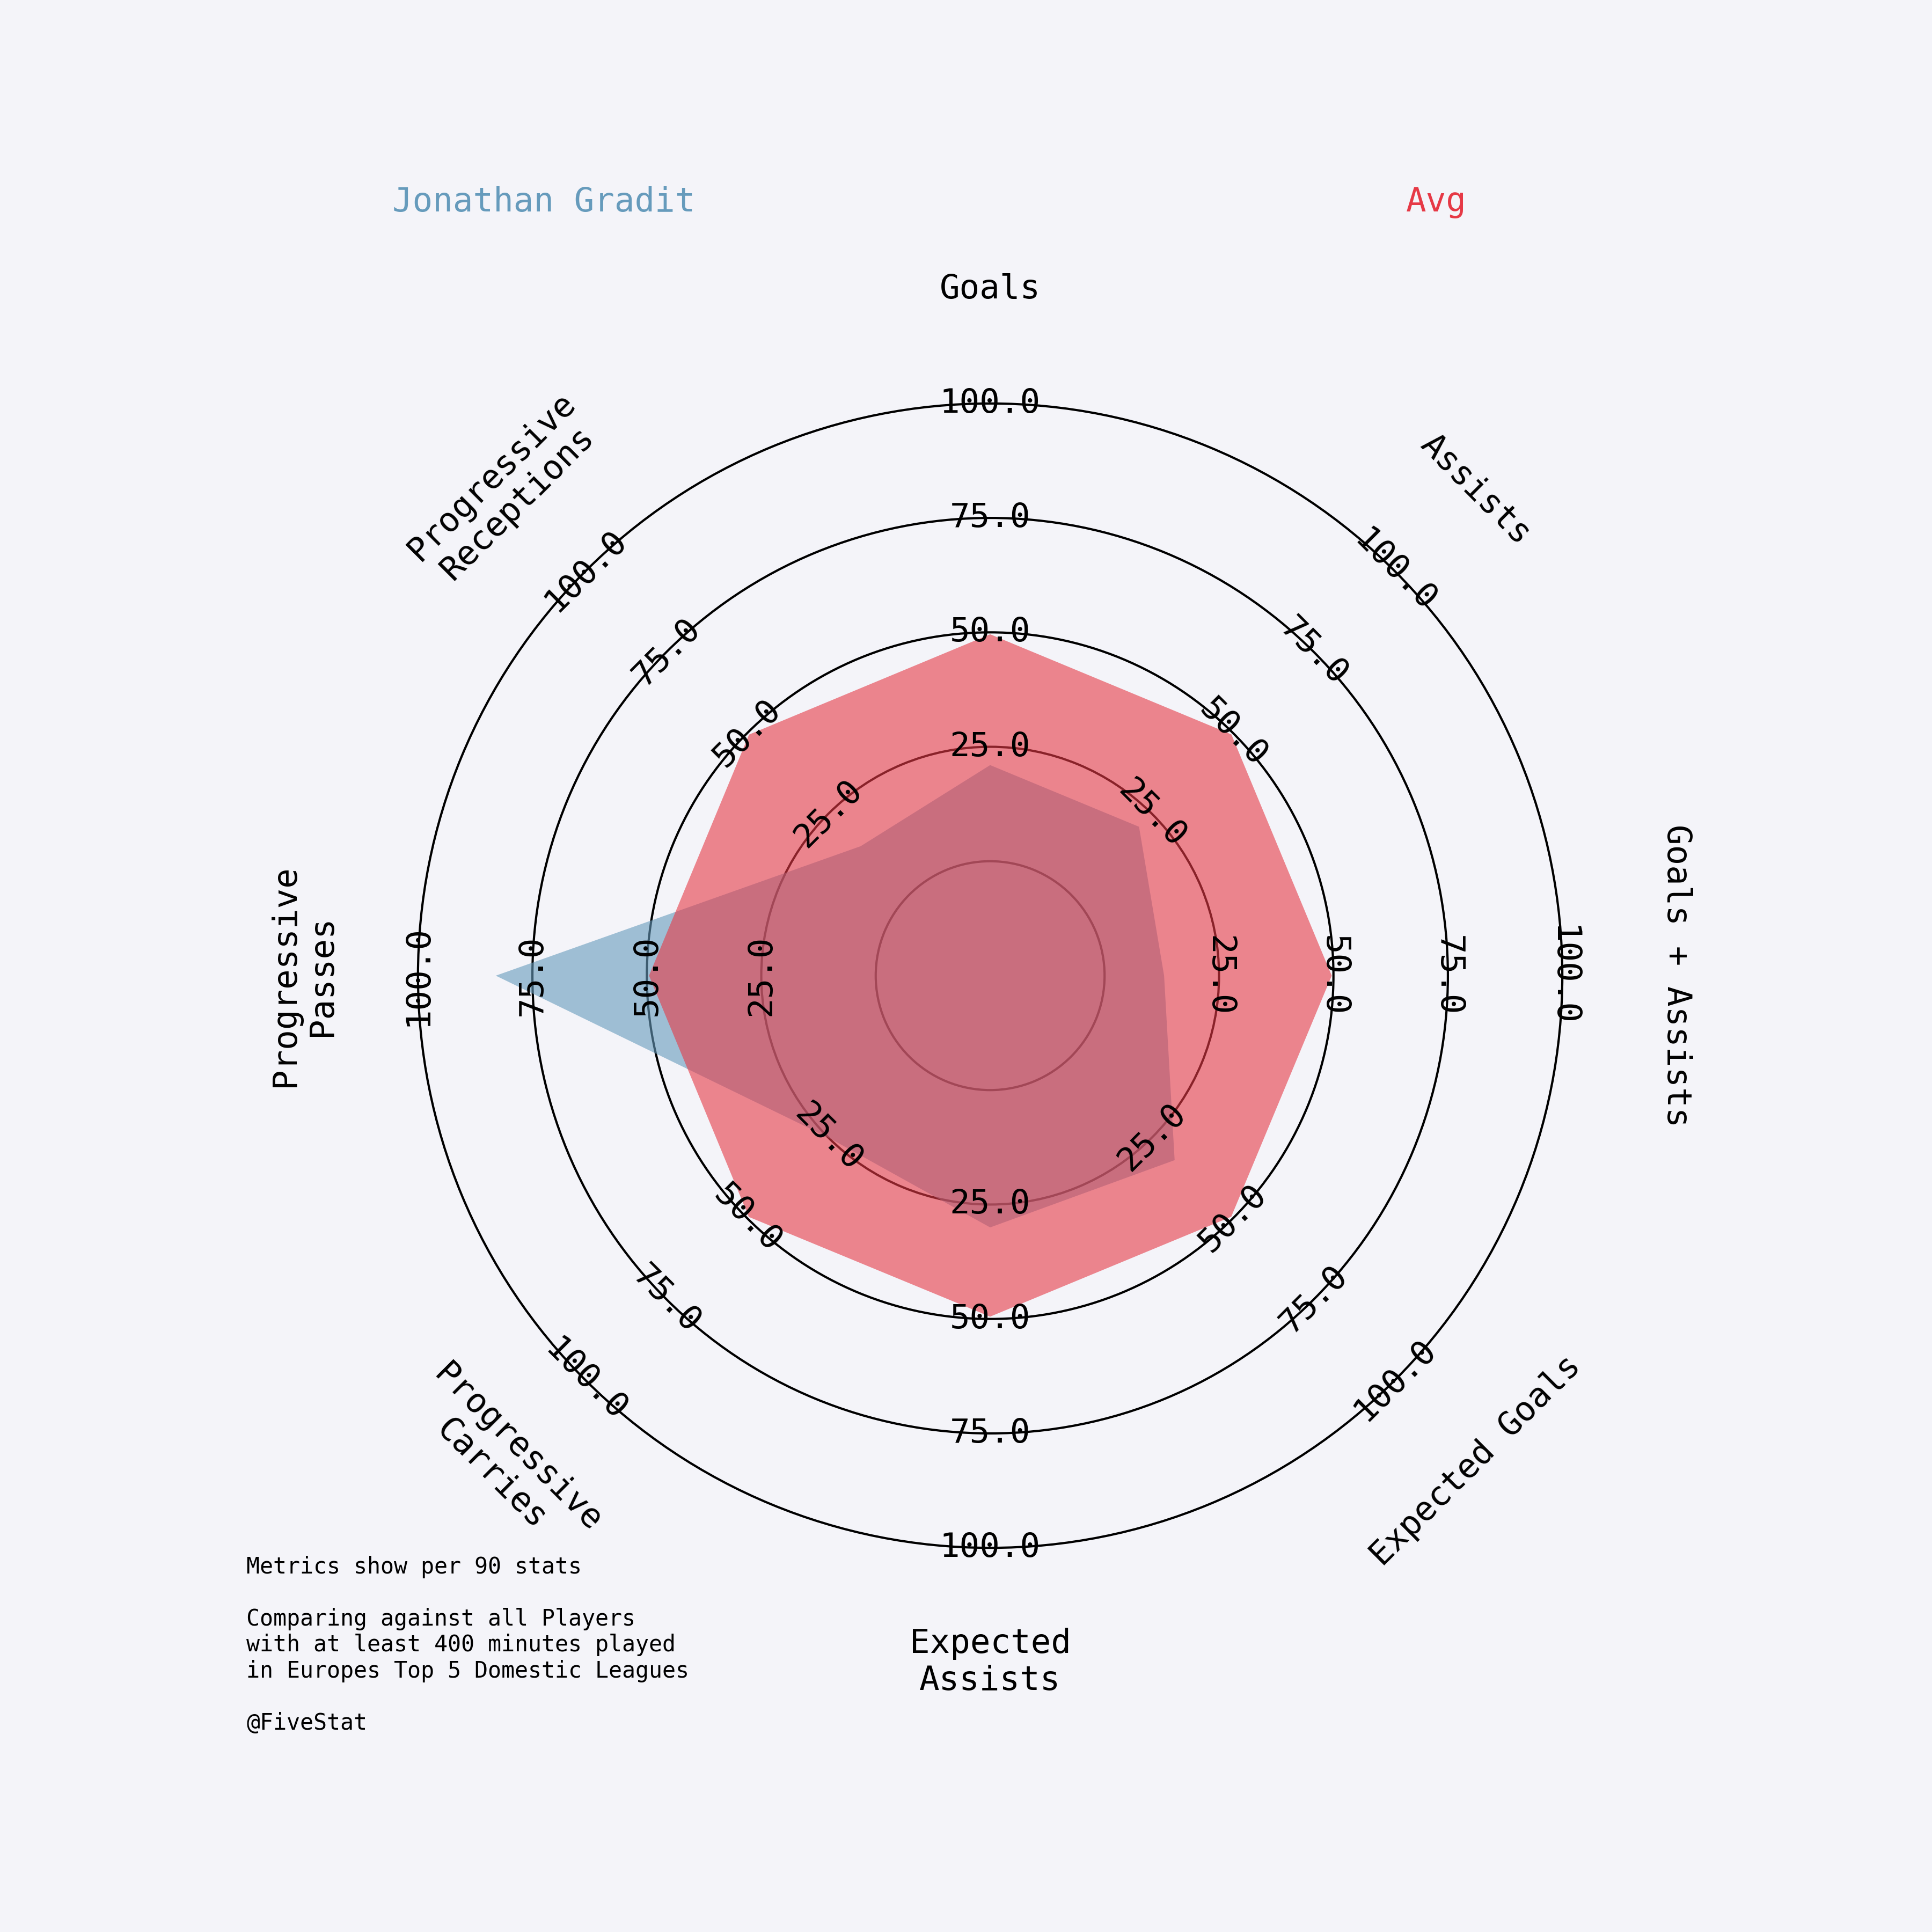 Jonathan Gradit
Avg
Goals
Assists
Goals + Assists
Expected Goals
Expected
Assists
Progressive
Carries
Progressive
Passes
Progressive
Receptions
25.0
50.0
75.0
100.0
25.0
50.0
75.0
100.0
25.0
50.0
75.0
100.0
25.0
50.0
75.0
100.0
25.0
50.0
75.0
100.0
25.0
50.0
75.0
100.0
25.0
50.0
75.0
100.0
25.0
50.0
75.0
100.0
Metrics show per 90 stats
Comparing against all Players
with at least 400 minutes played
in Europes Top 5 Domestic Leagues
@FiveStat